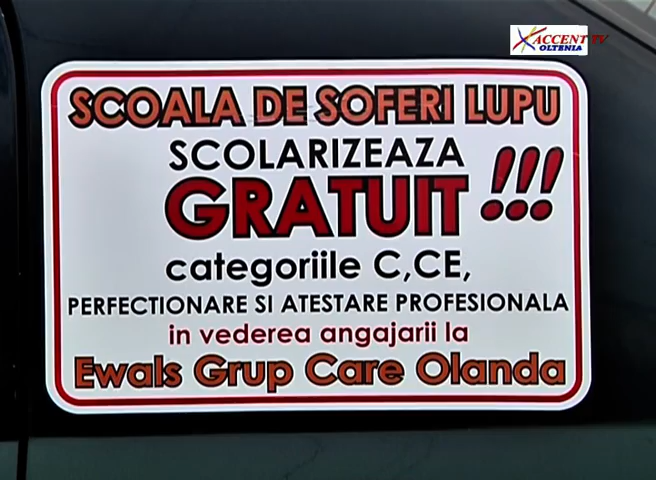 ACCENT TV
OLTENIA
SCOALA DE SOFERI LUPU
SCOLARIZEAZA
GRATUIT !!!
categoriile C,CE,
PERFECTIONARE SI ATESTARE PROFESIONALA
in vederea angajarii la
Ewals Grup Care Olanda